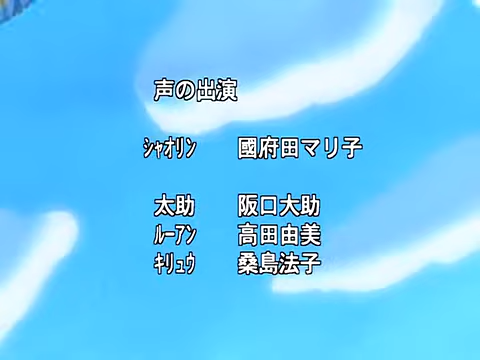 声の出演
ｼｬｵﾘﾝ 國府田マリ子
太助 阪口大助
ﾙｰｱﾝ 高田由美
ｷﾘｭｳ 桑島法子